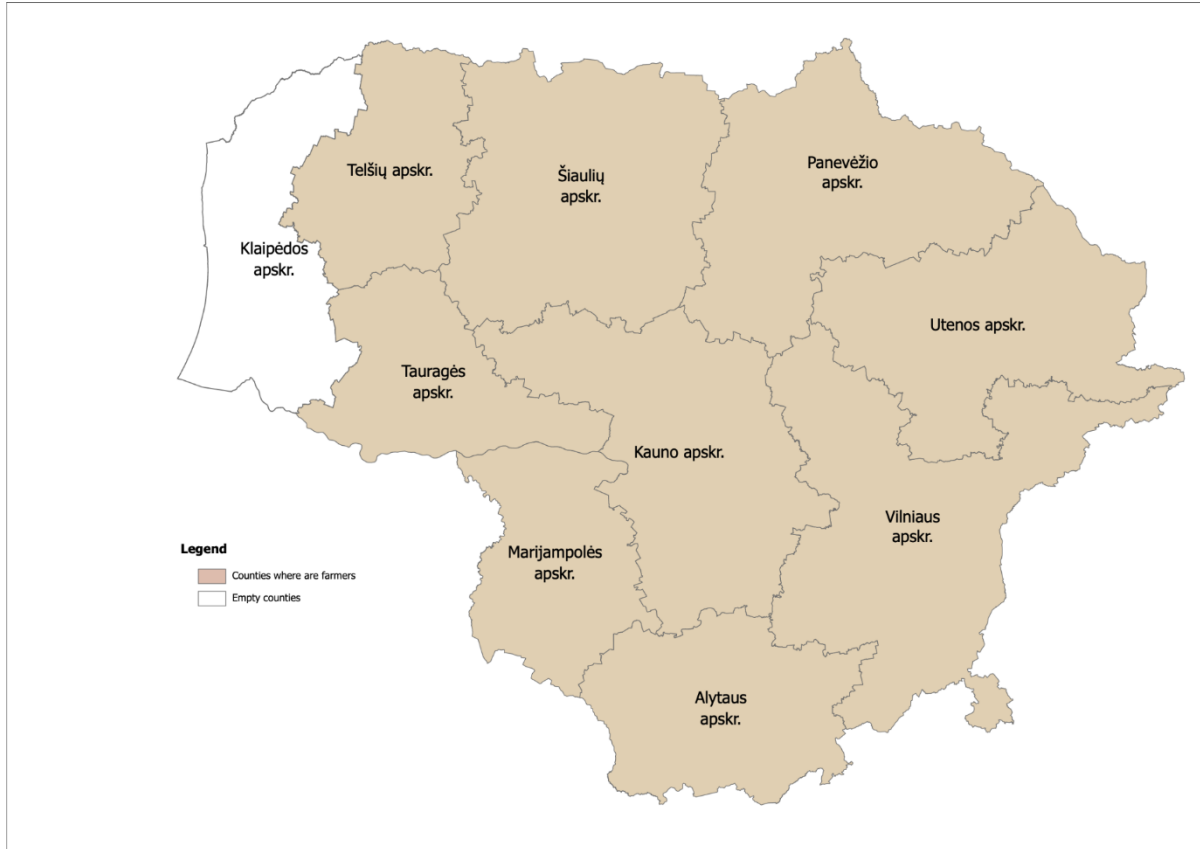 Telšių apskr.
Šiaulių
apskr.
Panevėžio
apskr.
Klaipėdos
apskr.
Utenos apskr.
Tauragės
apskr.
Kauno apskr.
Vilniaus
apskr.
Marijampolės
apskr.
Alytaus
apskr.
Legend
Counties where are farmers
Empty counties